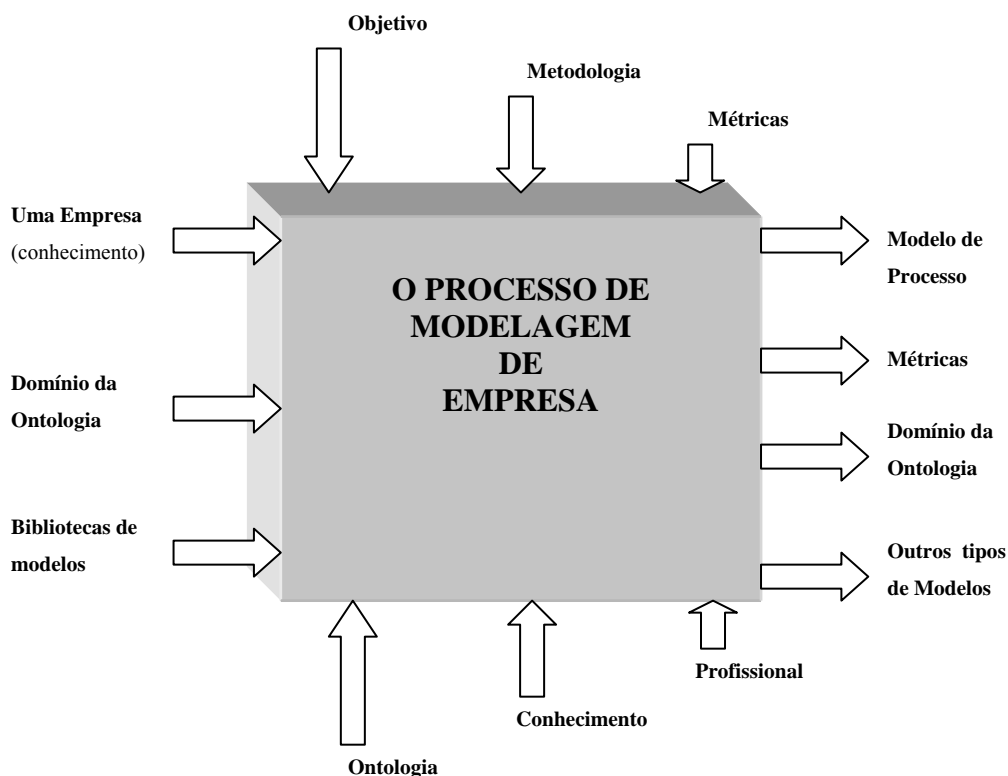 Objetivo
Metodologia
Métricas
Uma Empresa
(conhecimento)
Domínio da
Ontologia
Bibliotecas de
modelos
O PROCESSO DE
MODELAGEM
DE
EMPRESA
Modelo de
Processo
Métricas
Domínio da
Ontologia
Outros tipos
de Modelos
Ontologia
Conhecimento
Profissional